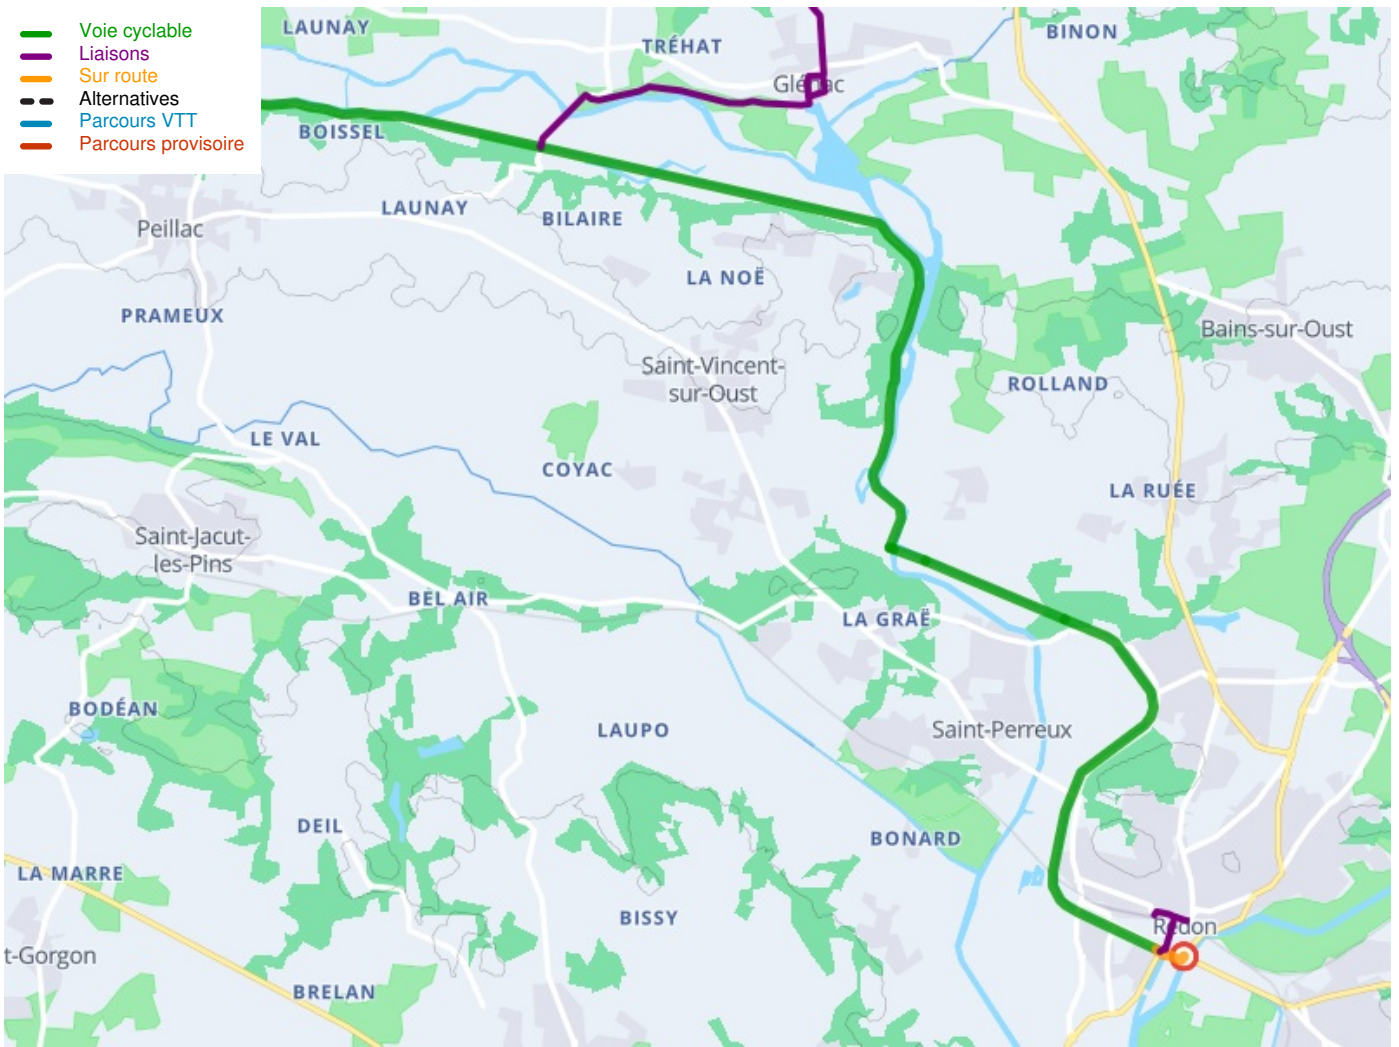 Voie cyclable
Liaisons
Sur route
Alternatives
Parcours VTT
Parcours provisoire
LAUNAY
TRÉHAT
BINON
Glénac
BOISSEL
LAUNAY
BILAIRE
Peillac
LA NOË
PRAMEUX
Bains-sur-Oust
Saint-Vincent-
sur-Oust
ROLLAND
LE VAL
COYAC
LA RUÉE
Saint-Jacut-
les-Pins
BEL AIR
LA GRAË
BODÉAN
LAUPO
Saint-Perreux
DEIL
BONARD
LA MARRE
BISSY
Redon
t-Gorgon
BRELAN